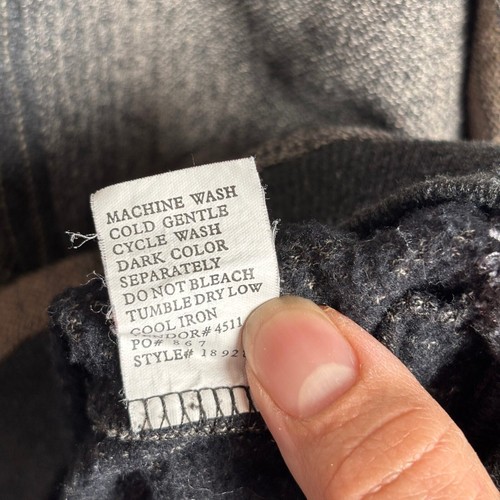 MACHINE WASH
COLD GENTLE
CYCLE WASH
DARK COLOR
SEPARATELY
DO NOT BLEACH
TUMBLE DRY LOW
COOL IRON
4511
PO# 867
STYLE#